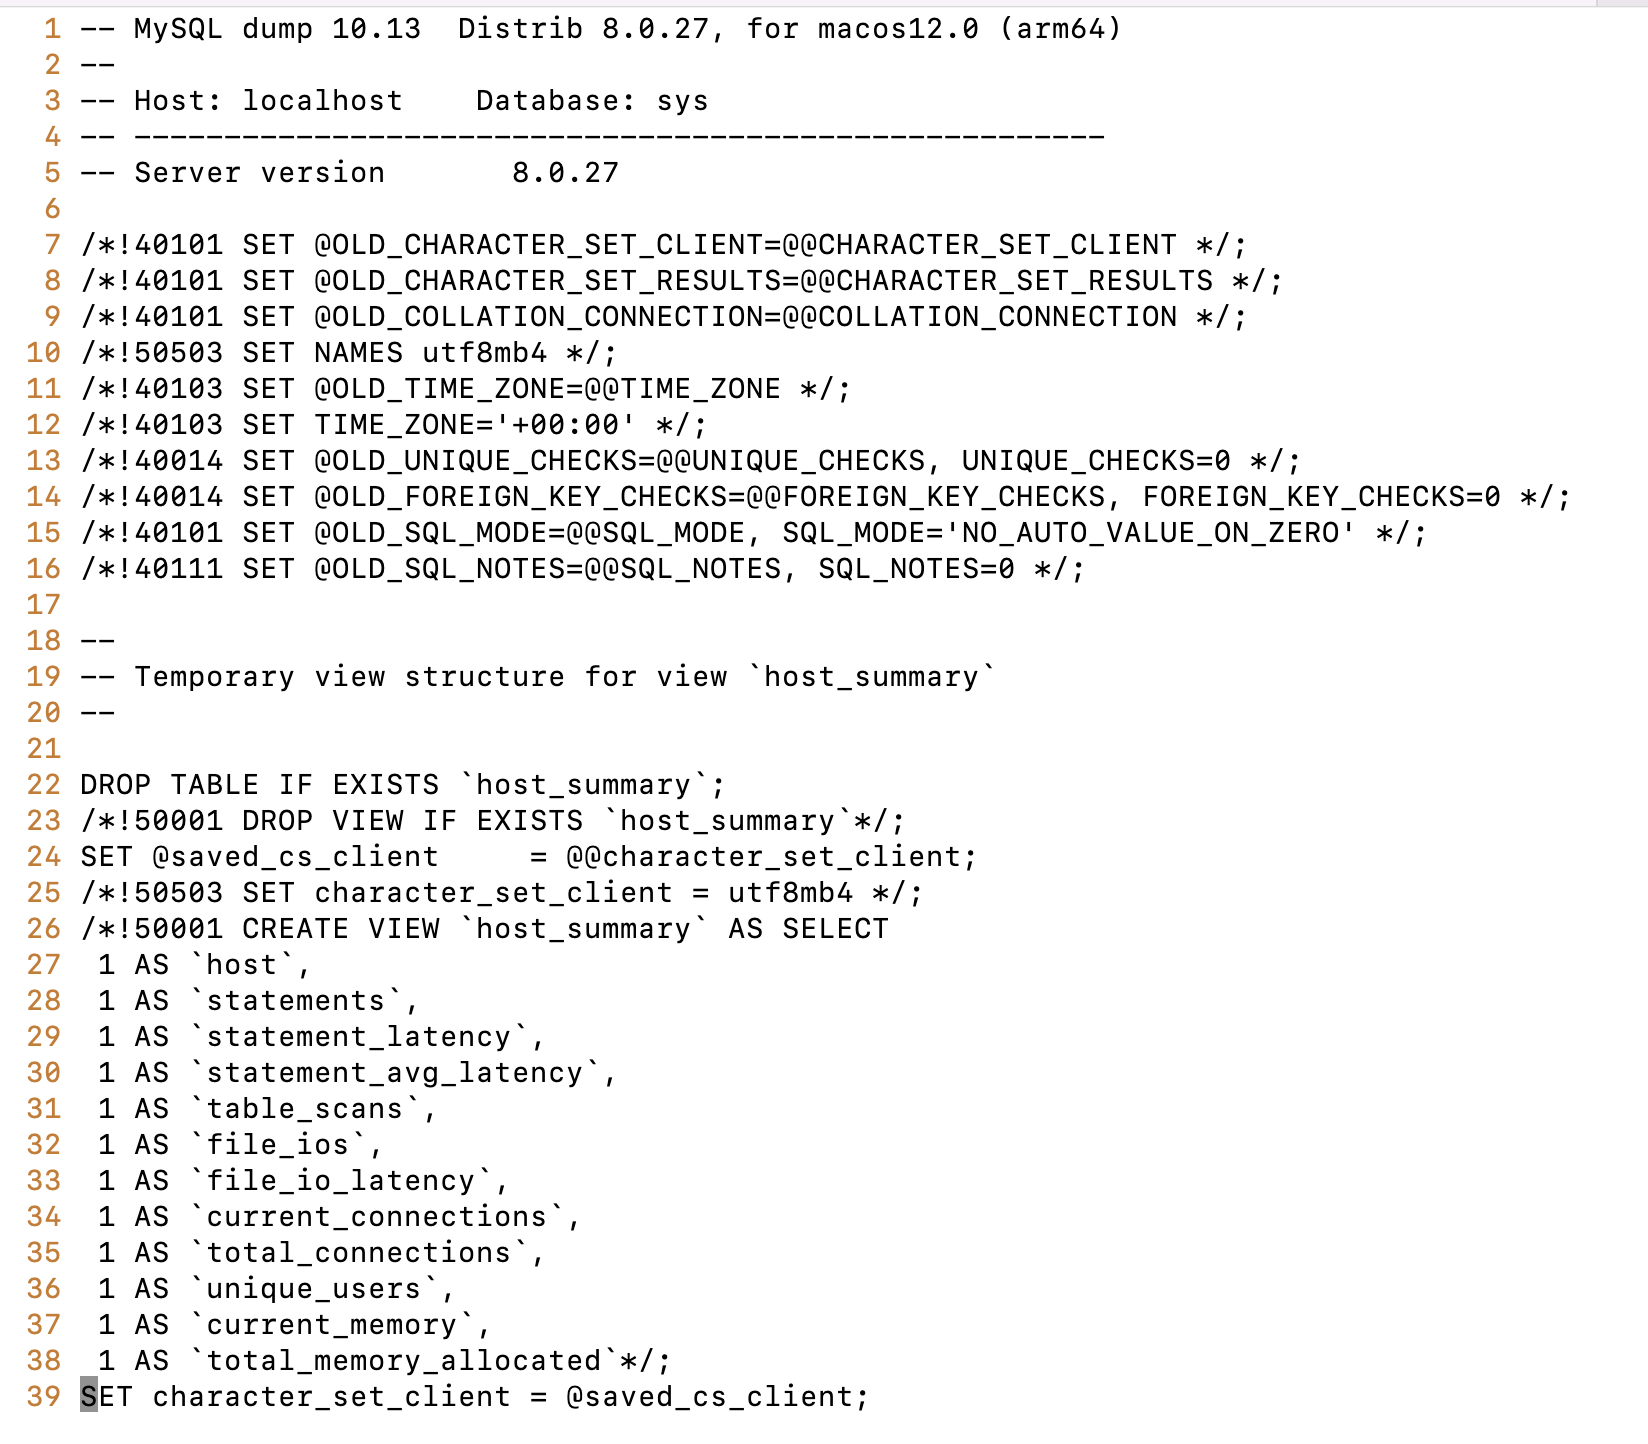 1 -- MySQL dump 10.13  Distrib 8.0.27, for macos12.0 (arm64)
2 --
3 -- Host: localhost    Database: sys
4 -- ------------------------------------------------------
5 -- Server version       8.0.27
6
7 /*!40101 SET @OLD_CHARACTER_SET_CLIENT=@@CHARACTER_SET_CLIENT */;
8 /*!40101 SET @OLD_CHARACTER_SET_RESULTS=@@CHARACTER_SET_RESULTS */;
9 /*!40101 SET @OLD_COLLATION_CONNECTION=@@COLLATION_CONNECTION */;
10 /*!50503 SET NAMES utf8mb4 */;
11 /*!40103 SET @OLD_TIME_ZONE=@@TIME_ZONE */;
12 /*!40103 SET TIME_ZONE='+00:00' */;
13 /*!40014 SET @OLD_UNIQUE_CHECKS=@@UNIQUE_CHECKS, UNIQUE_CHECKS=0 */;
14 /*!40014 SET @OLD_FOREIGN_KEY_CHECKS=@@FOREIGN_KEY_CHECKS, FOREIGN_KEY_CHECKS=0 */;
15 /*!40101 SET @OLD_SQL_MODE=@@SQL_MODE, SQL_MODE='NO_AUTO_VALUE_ON_ZERO' */;
16 /*!40111 SET @OLD_SQL_NOTES=@@SQL_NOTES, SQL_NOTES=0 */;
17
18 --
19 -- Temporary view structure for view `host_summary`
20 --
21
22 DROP TABLE IF EXISTS `host_summary`;
23 /*!50001 DROP VIEW IF EXISTS `host_summary`*/;
24 SET @saved_cs_client     = @@character_set_client;
25 /*!50503 SET character_set_client = utf8mb4 */;
26 /*!50001 CREATE VIEW `host_summary` AS SELECT
27  1 AS `host`,
28  1 AS `statements`,
29  1 AS `statement_latency`,
30  1 AS `statement_avg_latency`,
31  1 AS `table_scans`,
32  1 AS `file_ios`,
33  1 AS `file_io_latency`,
34  1 AS `current_connections`,
35  1 AS `total_connections`,
36  1 AS `unique_users`,
37  1 AS `current_memory`,
38  1 AS `total_memory_allocated`*/;
39 SET character_set_client = @saved_cs_client;